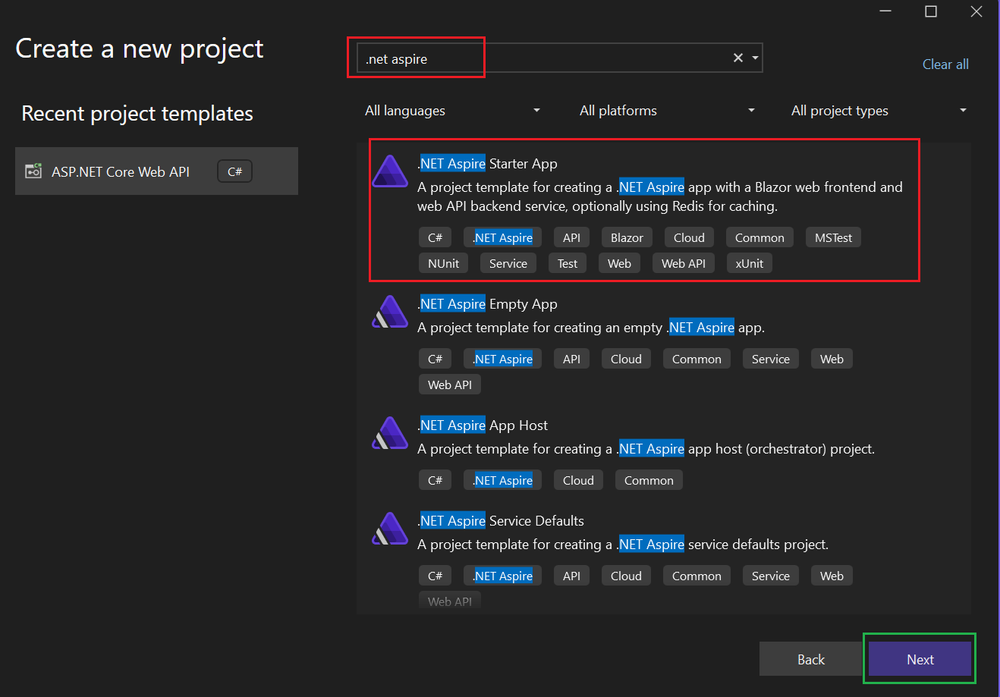 Create a new project
.net aspire
Clear all
Recent project templates
All languages
All platforms
All project types
ASP.NET Core Web API
C#
.NET Aspire Starter App
A project template for creating a .NET Aspire app with a Blazor web frontend and
web API backend service, optionally using Redis for caching.
C# .NET Aspire API Blazor Cloud Common MSTest
NUnit Service Test Web Web API xUnit
.NET Aspire Empty App
A project template for creating an empty .NET Aspire app.
C# .NET Aspire API Cloud Common Service Web
Web API
.NET Aspire App Host
A project template for creating a .NET Aspire app host (orchestrator) project.
C# .NET Aspire Cloud Common
.NET Aspire Service Defaults
A project template for creating a .NET Aspire service defaults project.
C# .NET Aspire API Cloud Common Service Web
Web API
Back
Next